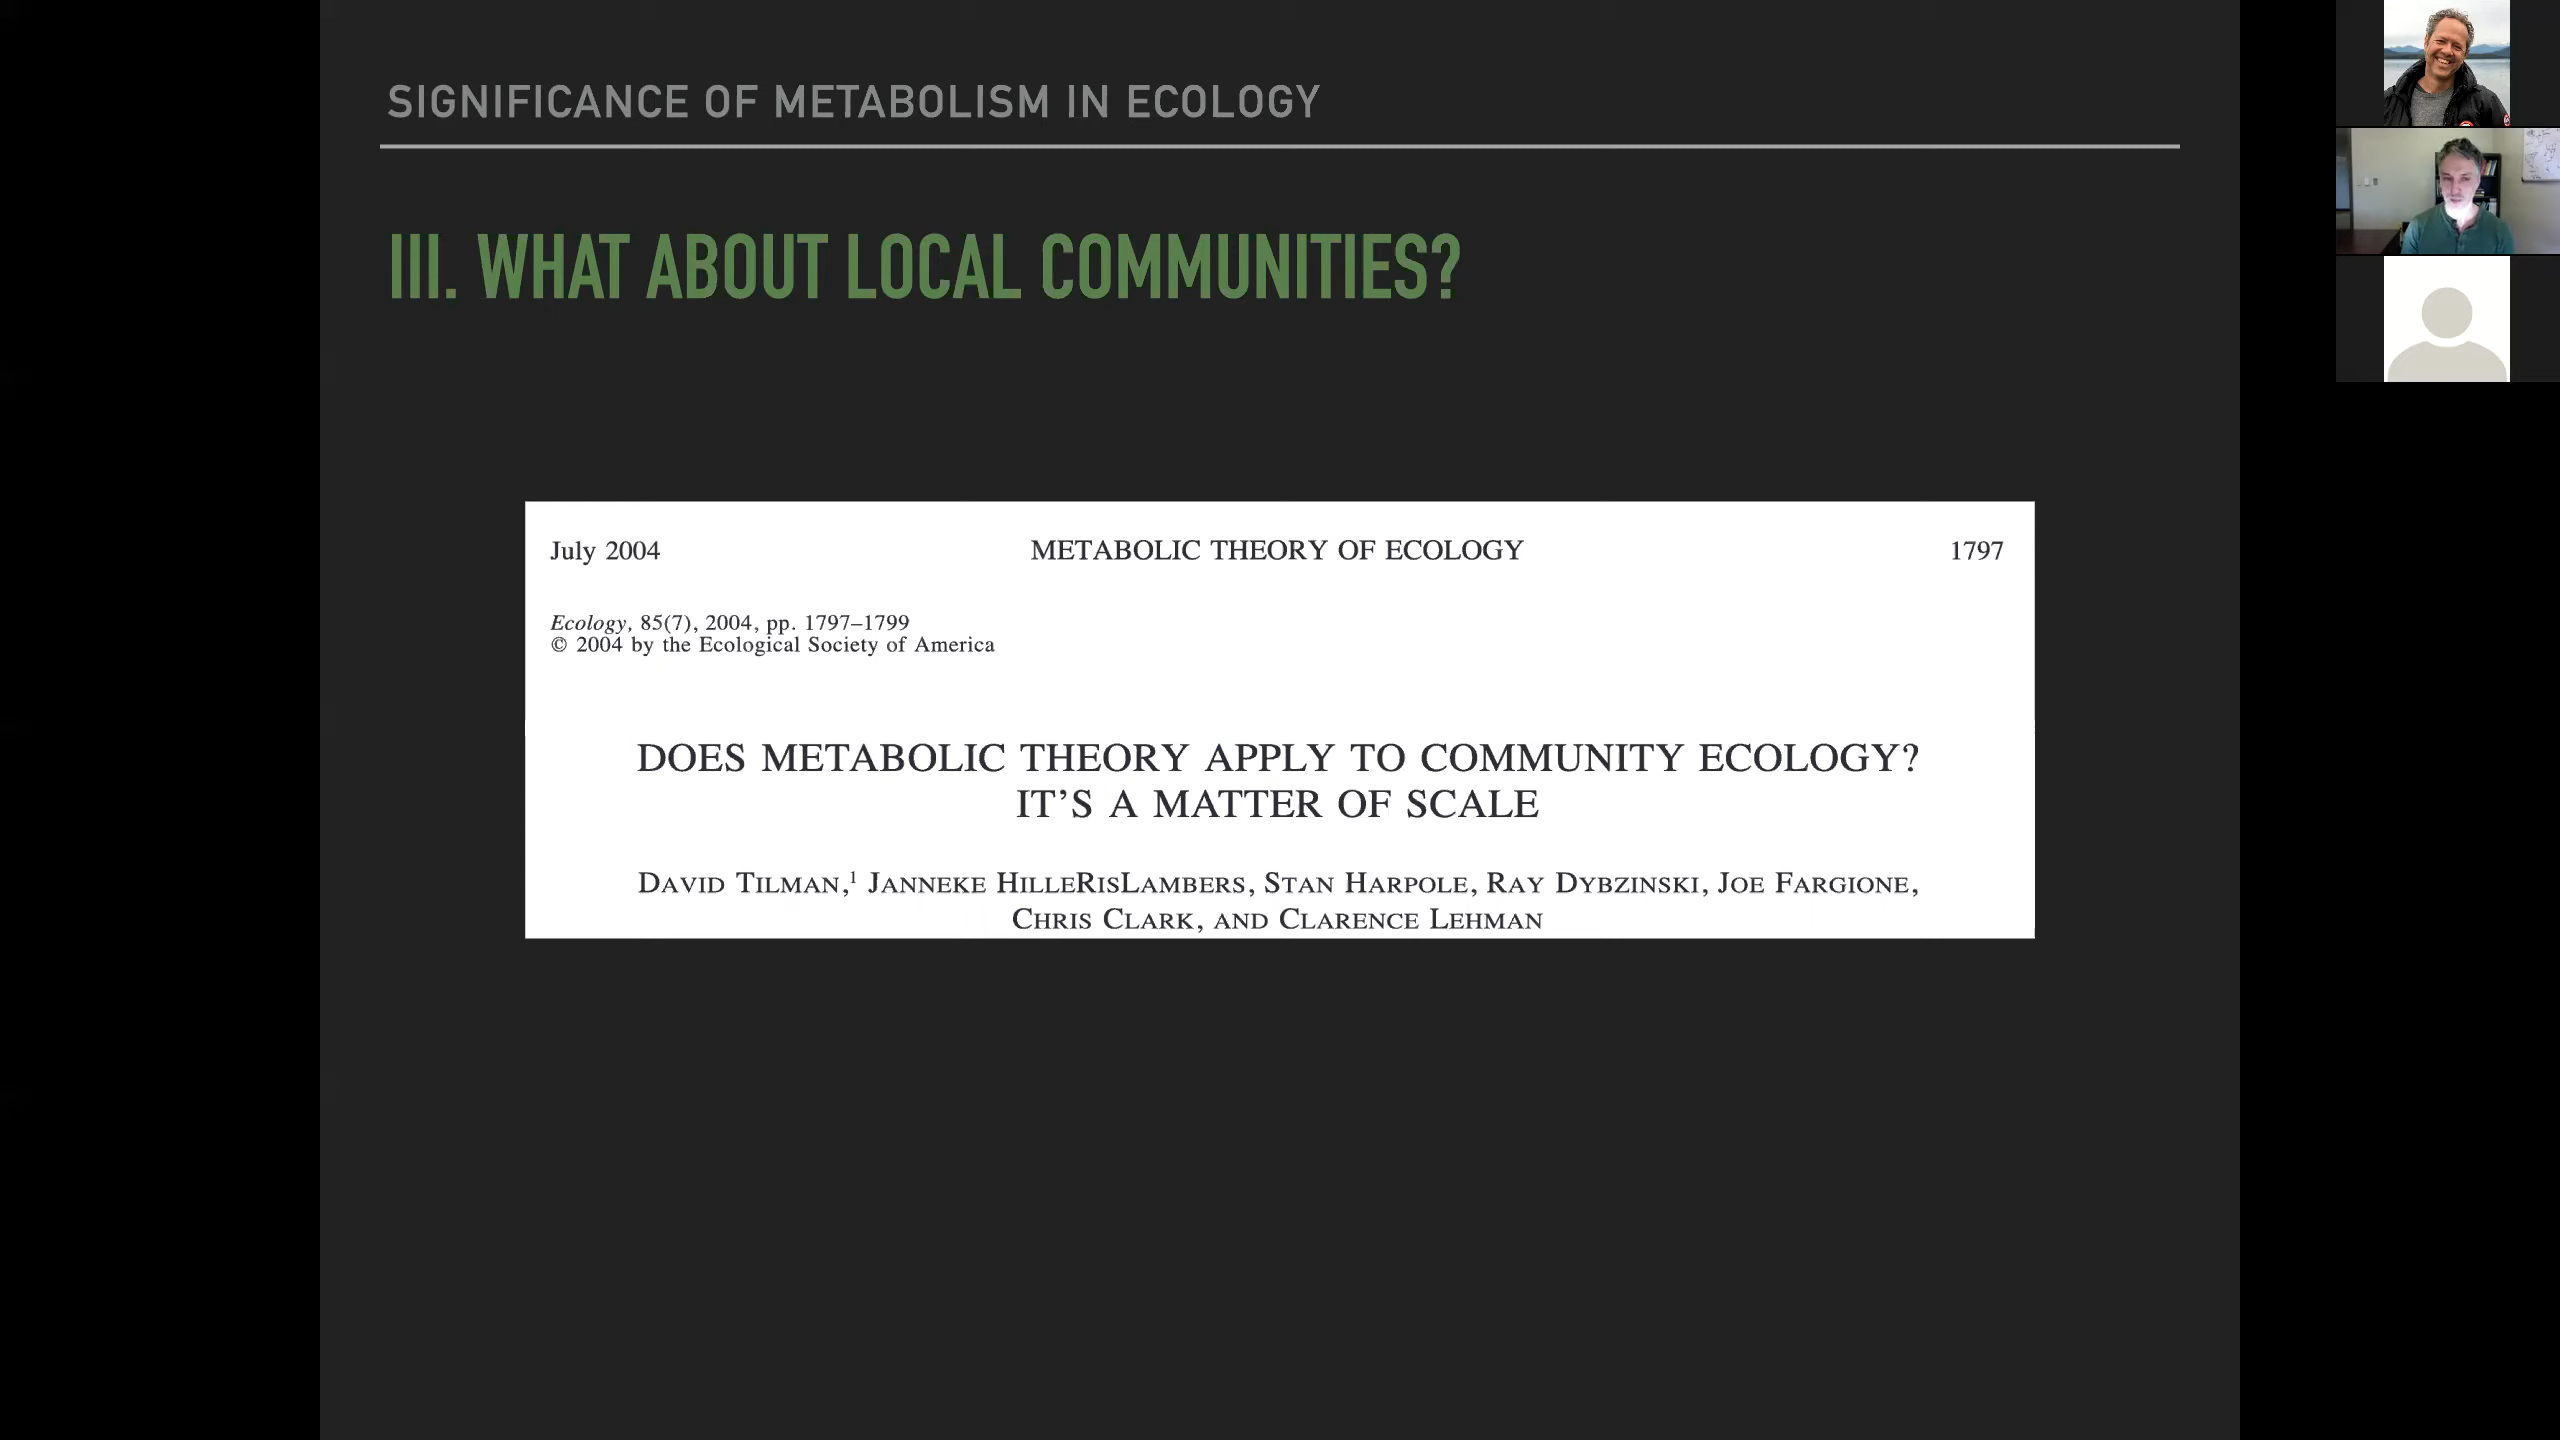 SIGNIFICANCE OF METABOLISM IN ECOLOGY
III. WHAT ABOUT LOCAL COMMUNITIES?
July 2004 METABOLIC THEORY OF ECOLOGY 1797
Ecology, 85(7), 2004, pp. 1797–1799
© 2004 by the Ecological Society of America
DOES METABOLIC THEORY APPLY TO COMMUNITY ECOLOGY?
IT’S A MATTER OF SCALE
DAVID TILMAN,¹ JANNEKE HILLERISLAMBERS, STAN HARPOLE, RAY DYBZINSKI, JOE FARGIONE,
CHRIS CLARK, AND CLARENCE LEHMAN